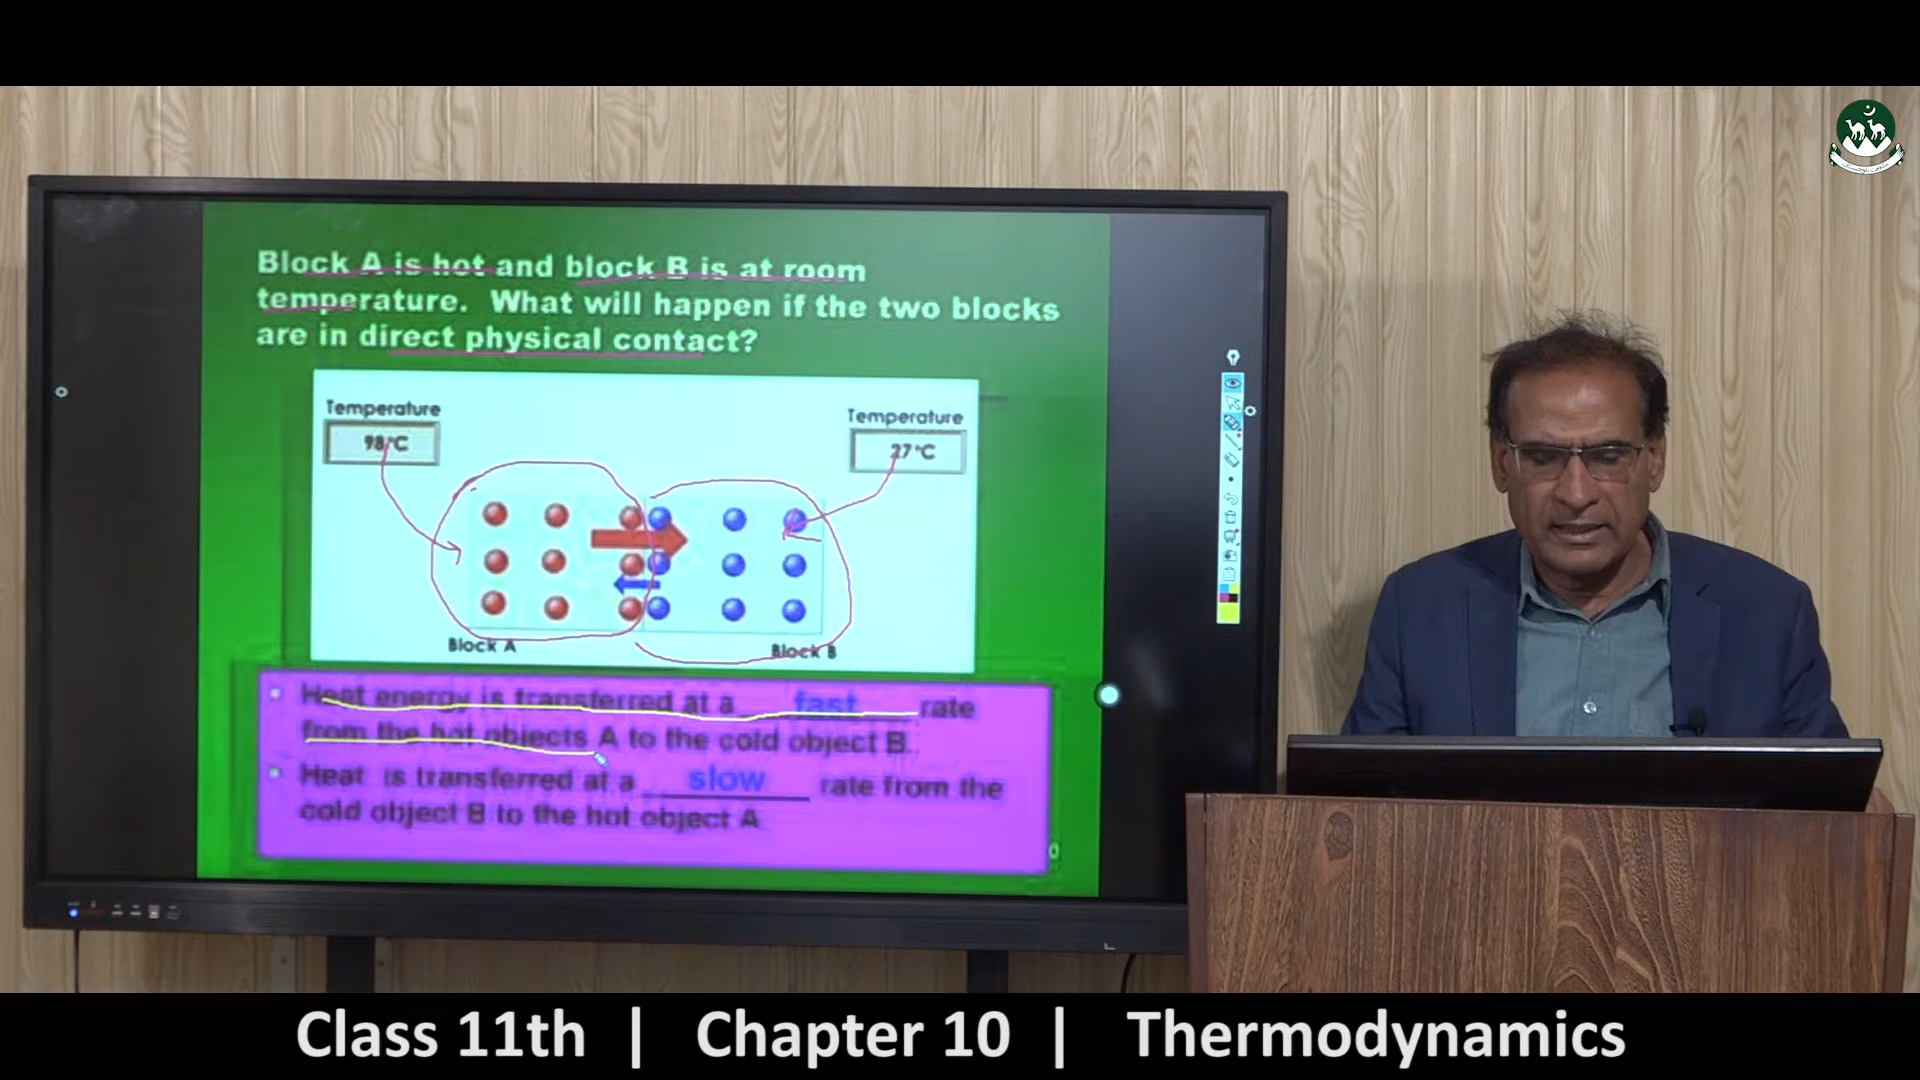 Block A is hot and block B is at room
temperature. What will happen if the two blocks
are in direct physical contact?
Temperature
98°C
Temperature
27°C
Block A
Block B
Heat energy is transferred at a fast rate
from the hot objects A to the cold object B.
Heat is transferred at a slow rate from the
cold object B to the hot object A
Class 11th | Chapter 10 | Thermodynamics